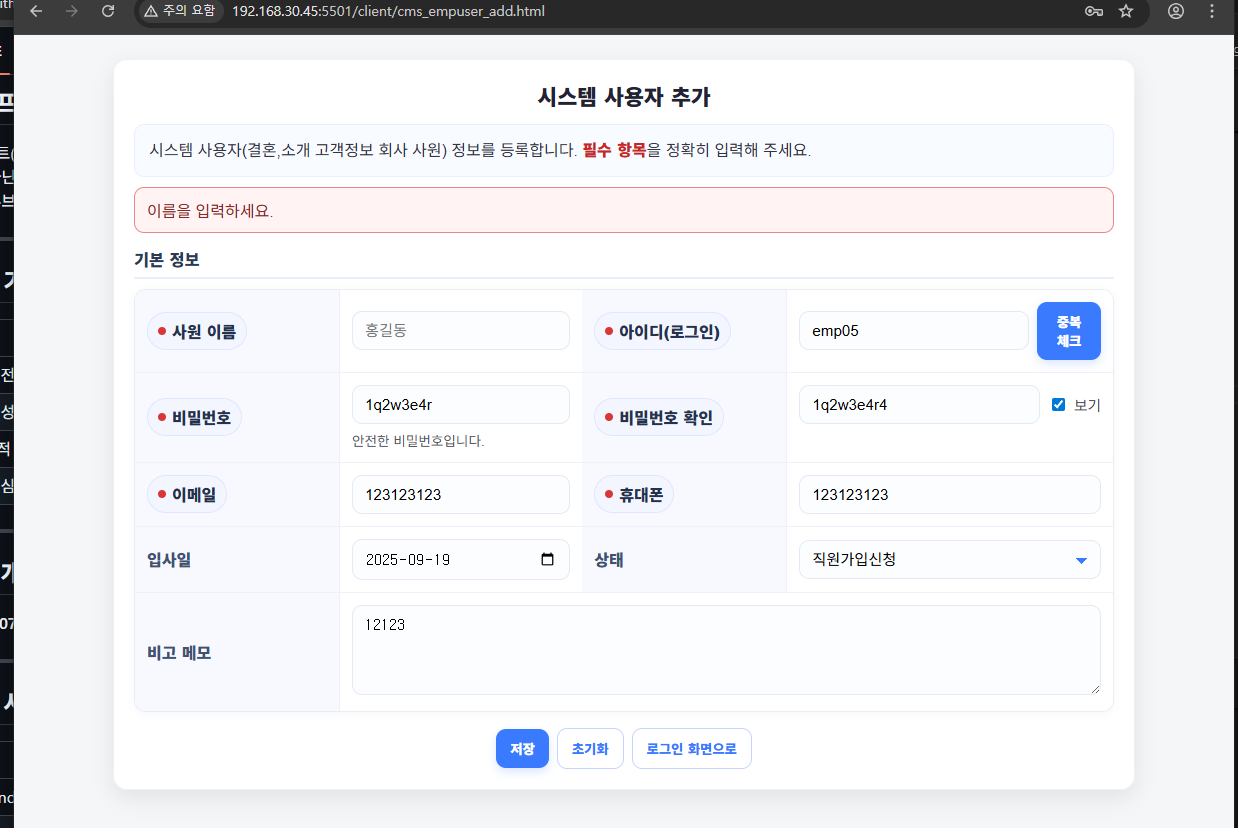 주의 요함 192.168.30.45:5501/client/cms_empuser_add.html
시스템 사용자 추가
시스템 사용자(결혼,소개 고객정보 회사 사원) 정보를 등록합니다. 필수 항목을 정확히 입력해 주세요.
이름을 입력하세요.
기본 정보
사원 이름 홍길동 아이디(로그인) emp05 중복
체크
비밀번호 1q2w3e4r 비밀번호 확인 1q2w3e4r4 보기
안전한 비밀번호입니다.
이메일 123123123 휴대폰 123123123
입사일 2025-09-19 상태 직원가입신청
비고 메모 12123
저장 초기화 로그인 화면으로